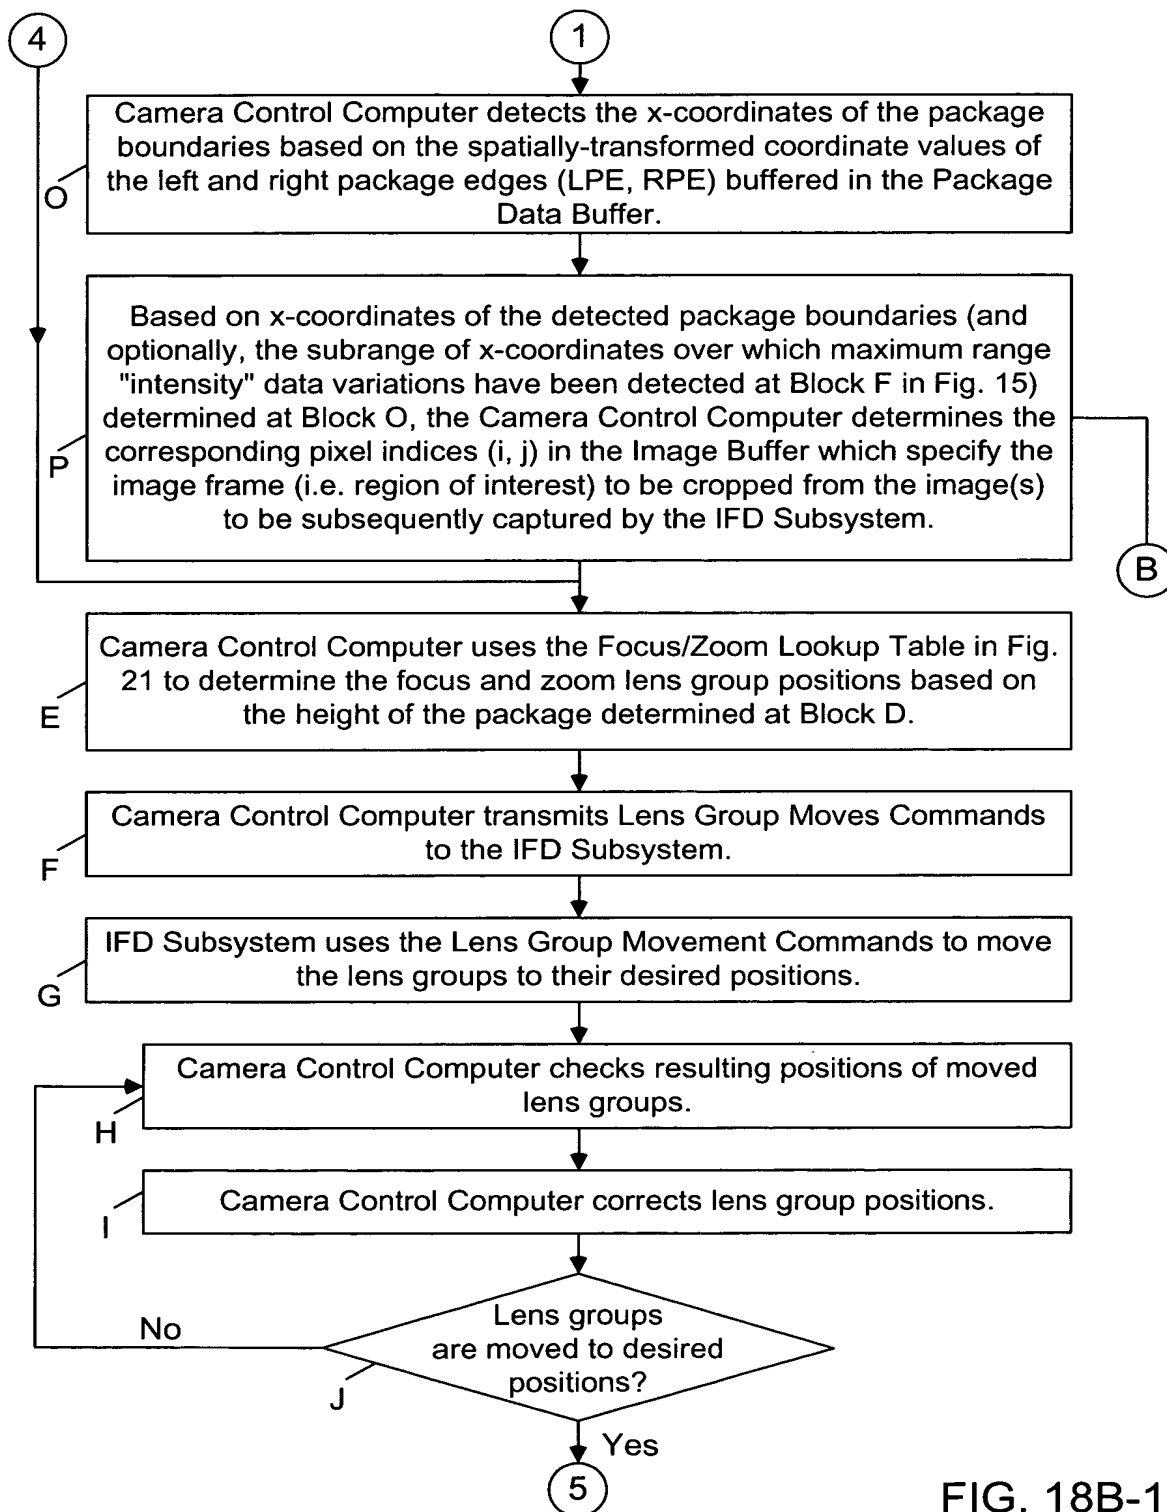 4
1
Camera Control Computer detects the x-coordinates of the package
boundaries based on the spatially-transformed coordinate values of
the left and right package edges (LPE, RPE) buffered in the Package
Data Buffer.
O
Based on x-coordinates of the detected package boundaries (and
optionally, the subrange of x-coordinates over which maximum range
"intensity" data variations have been detected at Block F in Fig. 15)
determined at Block O, the Camera Control Computer determines the
corresponding pixel indices (i, j) in the Image Buffer which specify the
image frame (i.e. region of interest) to be cropped from the image(s)
to be subsequently captured by the IFD Subsystem.
P
B
Camera Control Computer uses the Focus/Zoom Lookup Table in Fig.
21 to determine the focus and zoom lens group positions based on
the height of the package determined at Block D.
E
Camera Control Computer transmits Lens Group Moves Commands
to the IFD Subsystem.
F
IFD Subsystem uses the Lens Group Movement Commands to move
the lens groups to their desired positions.
G
Camera Control Computer checks resulting positions of moved
lens groups.
H
Camera Control Computer corrects lens group positions.
I
Lens groups
are moved to desired
positions?
No
J
Yes
5
FIG. 18B-1